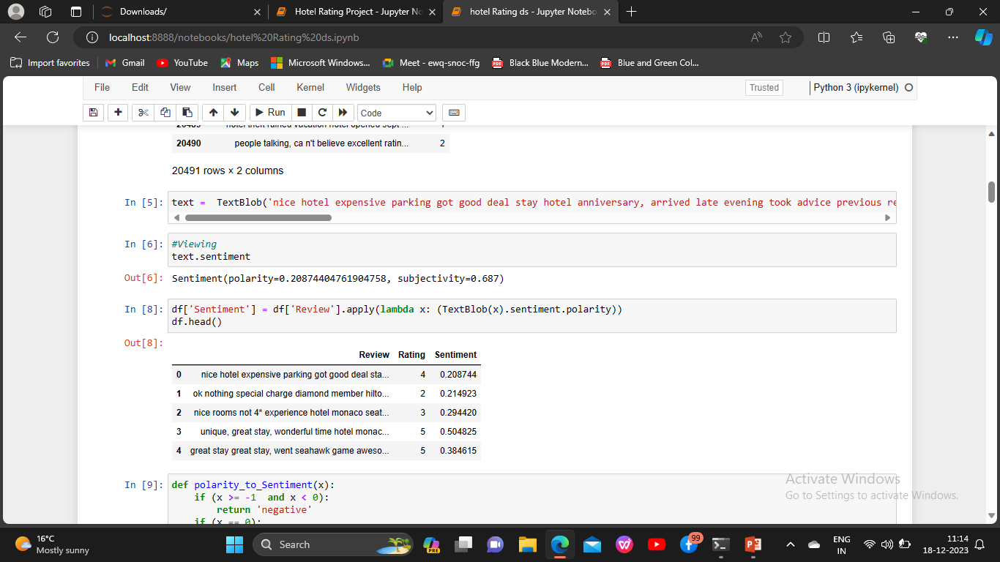 Downloads/
Hotel Rating Project - Jupyter No
hotel Rating ds - Jupyter Notebo
localhost:8888/notebooks/hotel%20Rating%20ds.ipynb
Import favorites
Gmail
YouTube
Maps
Microsoft Windows...
Meet - ewq-snoc-ffg
Black Blue Modern...
Blue and Green Col...
File Edit View Insert Cell Kernel Widgets Help
Trusted
Python 3 (ipykernel)
Run
Code
20490 people talking, ca n't believe excellent ratin... 2
20491 rows × 2 columns
In [5]: text = TextBlob('nice hotel expensive parking got good deal stay hotel anniversary, arrived late evening took advice previous re
In [6]: #Viewing
text.sentiment
Out[6]: Sentiment(polarity=0.20874404761904758, subjectivity=0.687)
In [8]: df['Sentiment'] = df['Review'].apply(lambda x: (TextBlob(x).sentiment.polarity))
df.head()
Out[8]:
Review Rating Sentiment
0 nice hotel expensive parking got good deal sta... 4 0.208744
1 ok nothing special charge diamond member hilto... 2 0.214923
2 nice rooms not 4* experience hotel monaco seat... 3 0.294420
3 unique, great stay, wonderful time hotel monac... 5 0.504825
4 great stay great stay, went seahawk game aweso... 5 0.384615
In [9]: def polarity_to_Sentiment(x):
if (x >= -1 and x < 0):
return 'negative'
if (x == 0):
Activate Windows
Go to Settings to activate Windows.
16°C
Mostly sunny
Search
PRE
99
ENG
IN
11:14
18-12-2023